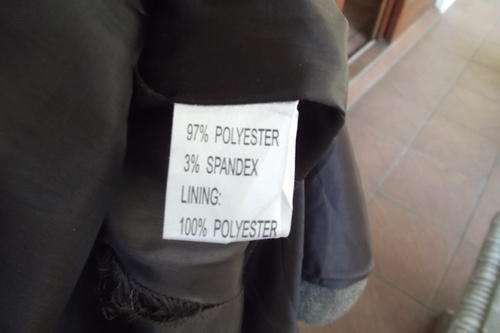 97% POLYESTER
3% SPANDEX
LINING:
100% POLYESTER